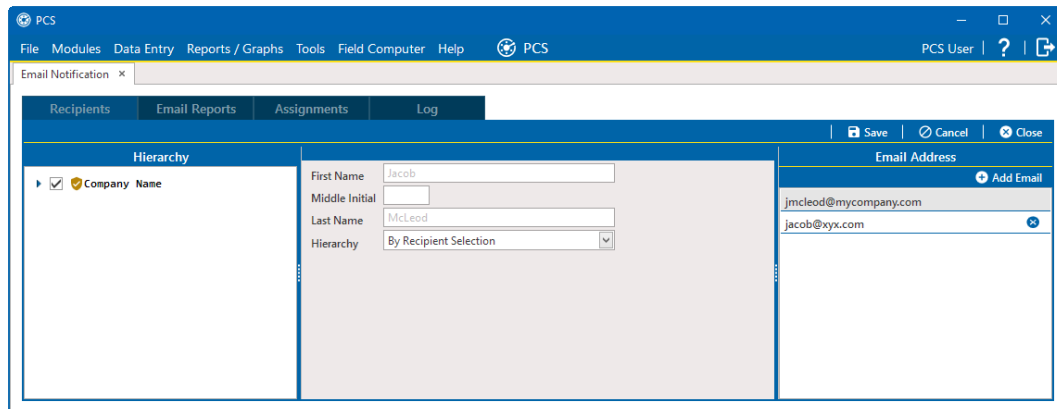 PCS
File Modules Data Entry Reports / Graphs Tools Field Computer Help PCS PCS User | ? |
Email Notification ×
Recipients Email Reports Assignments Log
Save | Cancel | Close
Hierarchy
Company Name
First Name Jacob
Middle Initial
Last Name McLeod
Hierarchy By Recipient Selection
Email Address
Add Email
jmcleod@mycompany.com
jacob@xyx.com